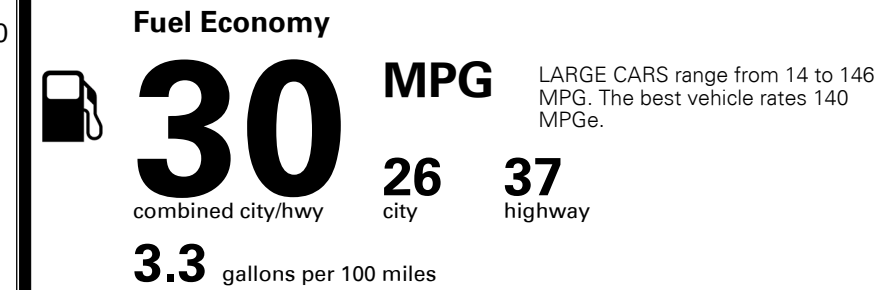 0
Fuel Economy
30
MPG
LARGE CARS range from 14 to 146
MPG. The best vehicle rates 140
MPGe.
combined city/hwy
26
city
37
highway
3.3 gallons per 100 miles